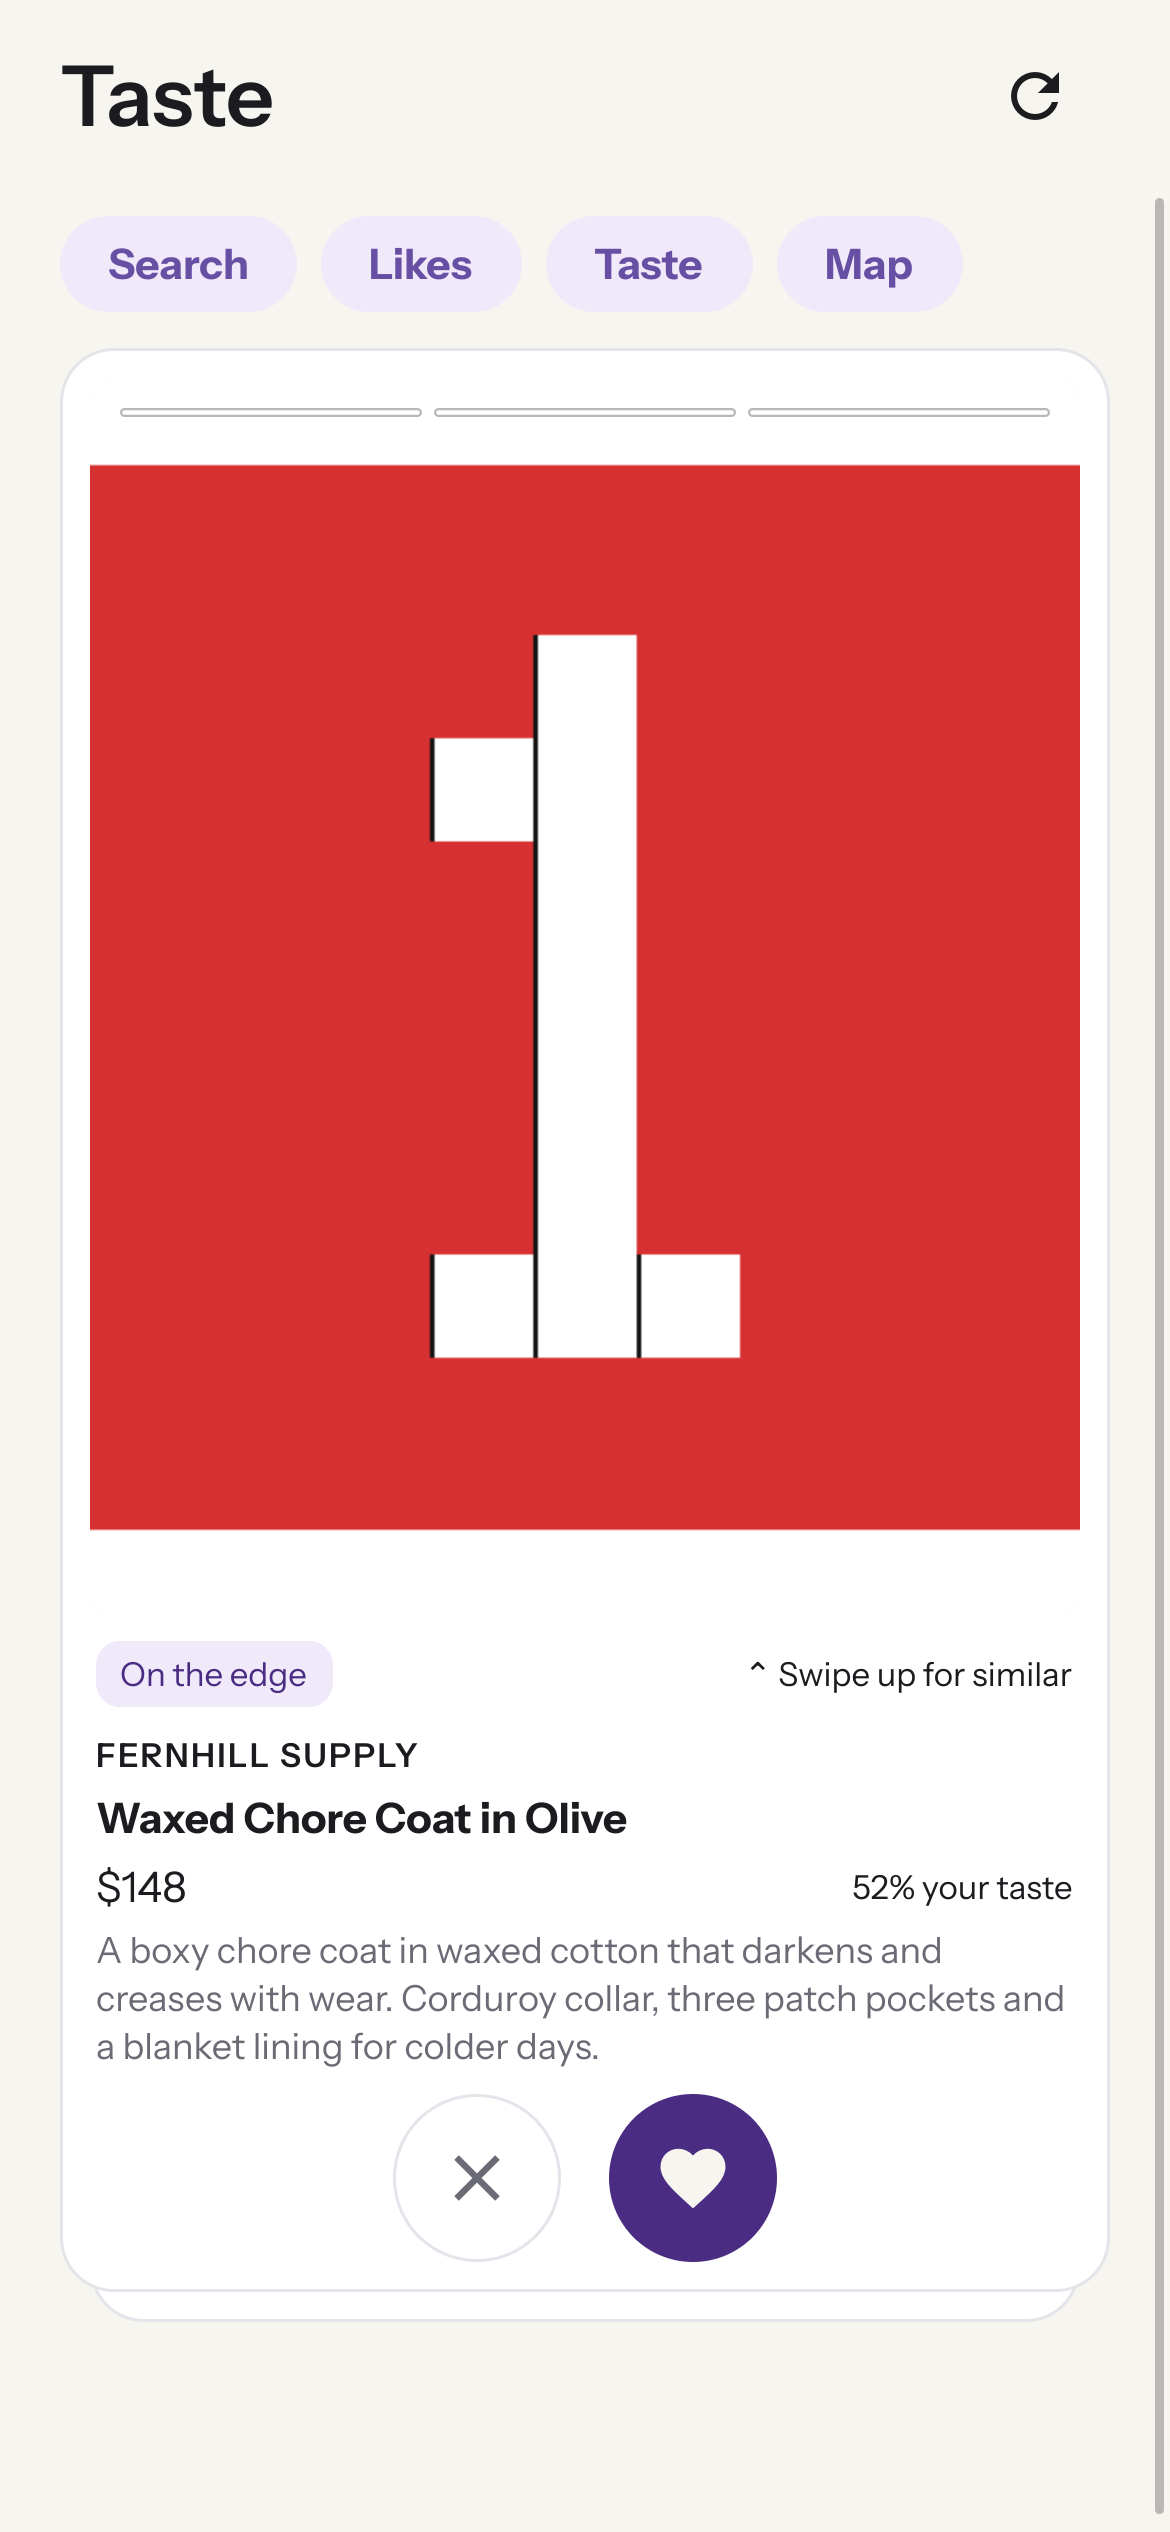 Taste
Search
Likes
Taste
Map
1
On the edge
⌃ Swipe up for similar
FERNHILL SUPPLY
Waxed Chore Coat in Olive
$148
52% your taste
A boxy chore coat in waxed cotton that darkens and
creases with wear. Corduroy collar, three patch pockets and
a blanket lining for colder days.